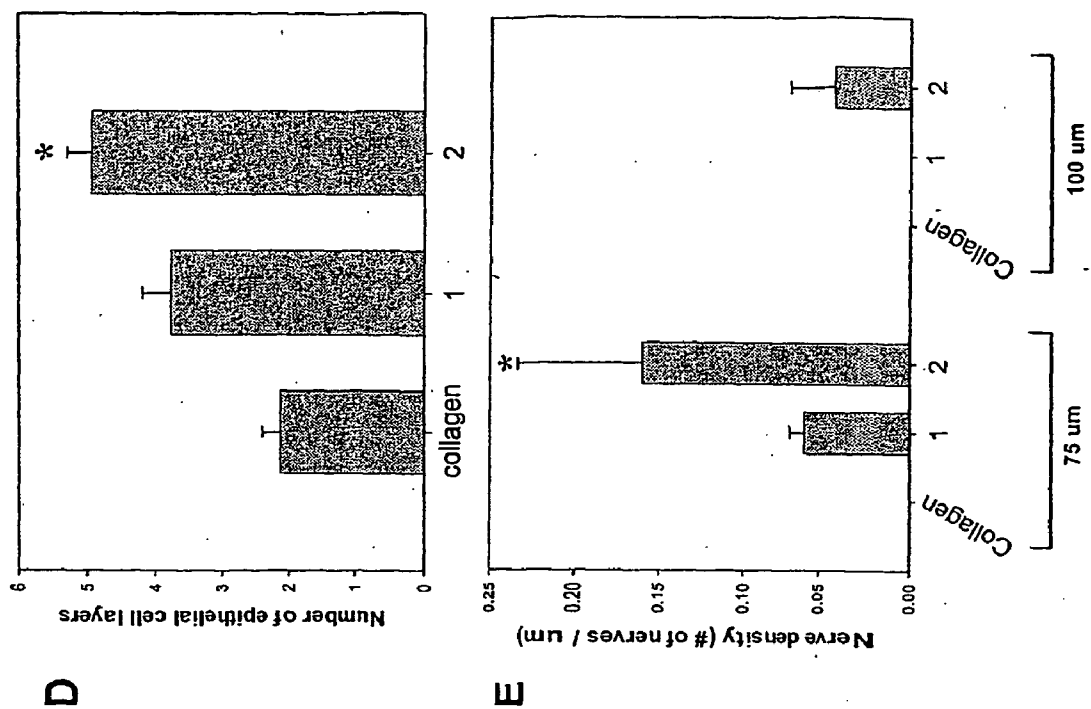 D
Number of epithelial cell layers
6
5
4
3
2
1
0
collagen 1 2
*
E
Nerve density (# of nerves / um)
0.25
0.20
0.15
0.10
0.05
0.00
Collagen 1 2 Collagen 1 2
*
75 um 100 um